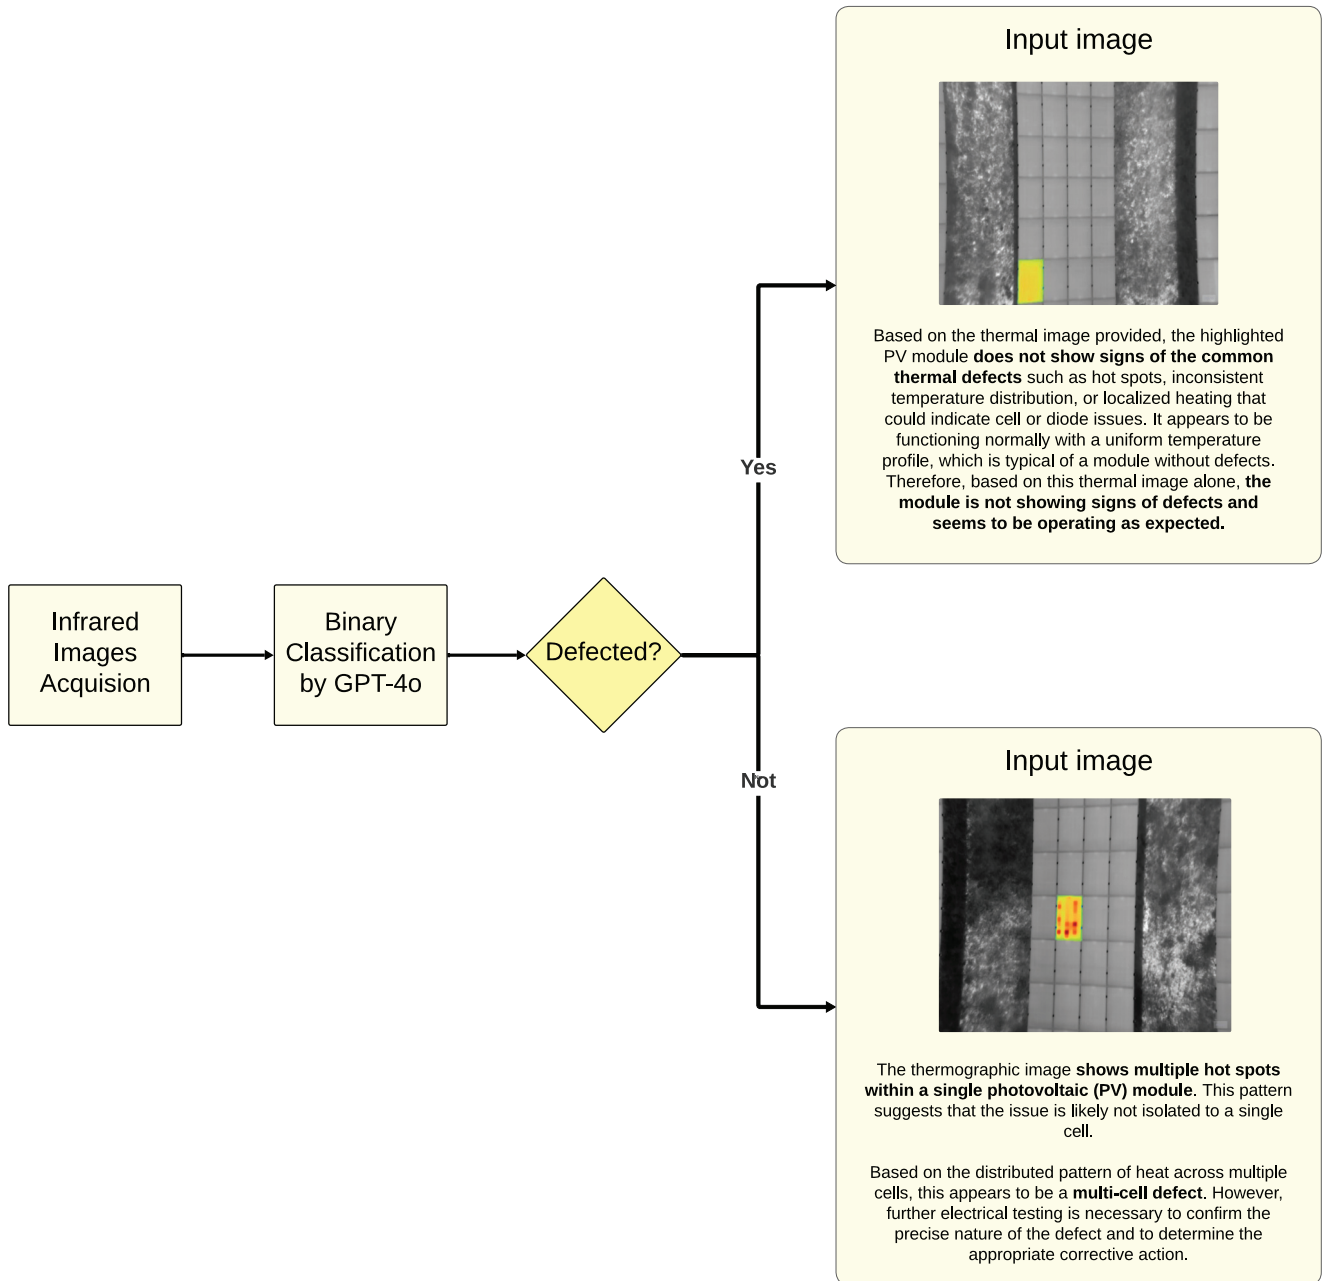 Input image
Based on the thermal image provided, the highlighted
PV module does not show signs of the common
thermal defects such as hot spots, inconsistent
temperature distribution, or localized heating that
could indicate cell or diode issues. It appears to be
functioning normally with a uniform temperature
profile, which is typical of a module without defects.
Therefore, based on this thermal image alone, the
module is not showing signs of defects and
seems to be operating as expected.
Yes
Infrared
Images
Acquision
Binary
Classification
by GPT-4o
Defected?
Not
Input image
The thermographic image shows multiple hot spots
within a single photovoltaic (PV) module. This pattern
suggests that the issue is likely not isolated to a single
cell.
Based on the distributed pattern of heat across multiple
cells, this appears to be a multi-cell defect. However,
further electrical testing is necessary to confirm the
precise nature of the defect and to determine the
appropriate corrective action.